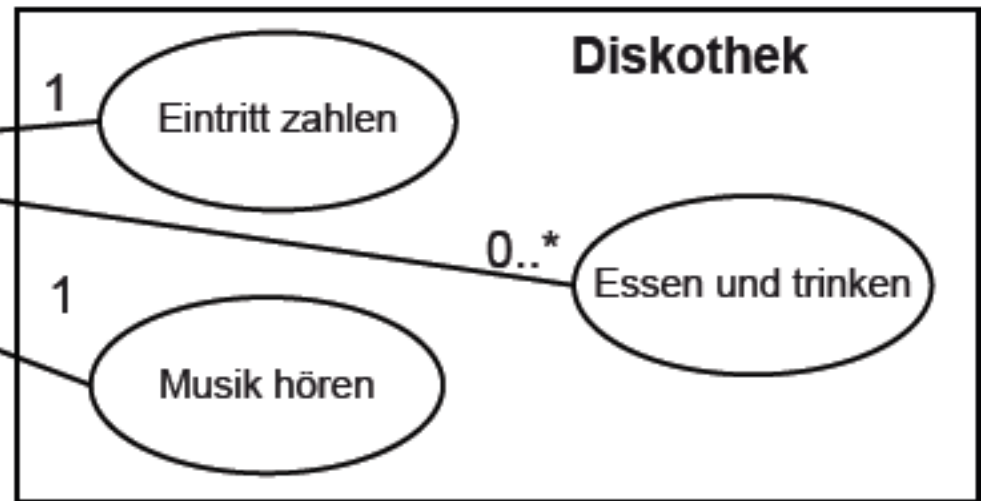 Diskothek
1
Eintritt zahlen
0..*
Essen und trinken
1
Musik hören